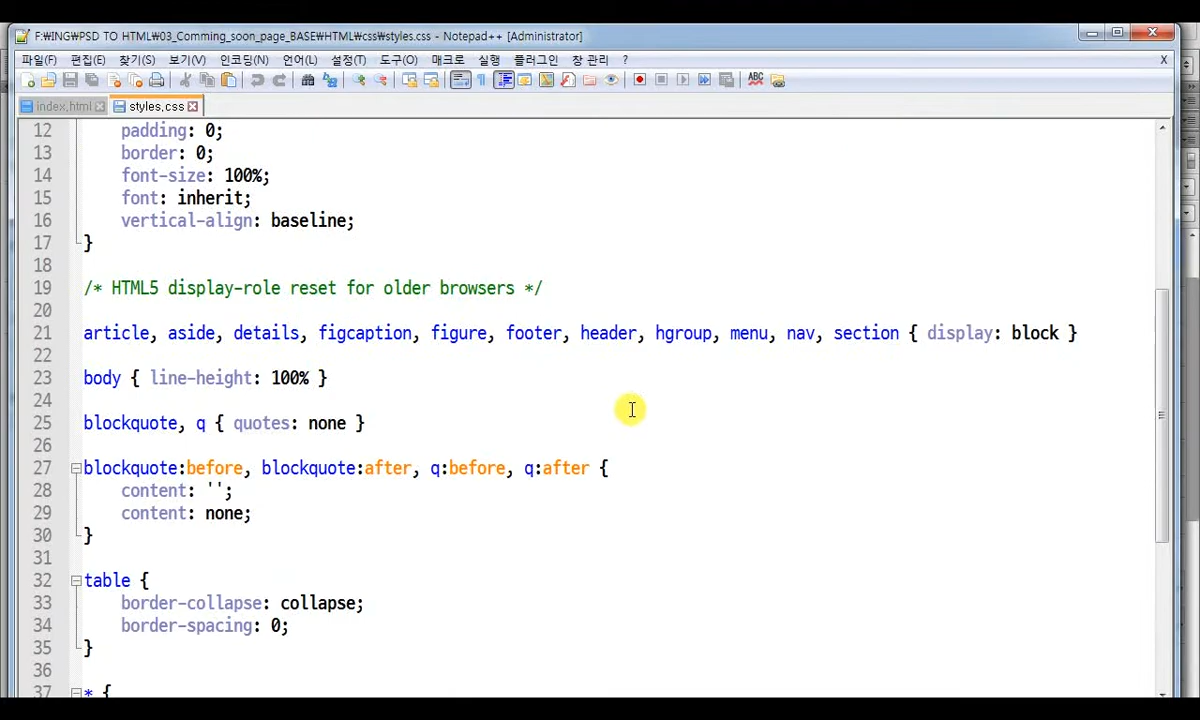 F:₩ING₩PSD TO HTML₩03_Comming_soon_page_BASE₩HTML₩css₩styles.css - Notepad++ [Administrator]
파일(F) 편집(E) 찾기(S) 보기(V) 인코딩(N) 언어(L) 설정(T) 도구(O) 매크로 실행 플러그인 창 관리 ? X
ABC
index.html styles.css
12 padding: 0;
13 border: 0;
14 font-size: 100%;
15 font: inherit;
16 vertical-align: baseline;
17 }
18
19 /* HTML5 display-role reset for older browsers */
20
21 article, aside, details, figcaption, figure, footer, header, hgroup, menu, nav, section { display: block }
22
23 body { line-height: 100% }
24
25 blockquote, q { quotes: none }
26
27 blockquote:before, blockquote:after, q:before, q:after {
28 content: '';
29 content: none;
30 }
31
32 table {
33 border-collapse: collapse;
34 border-spacing: 0;
35 }
36
37 * {